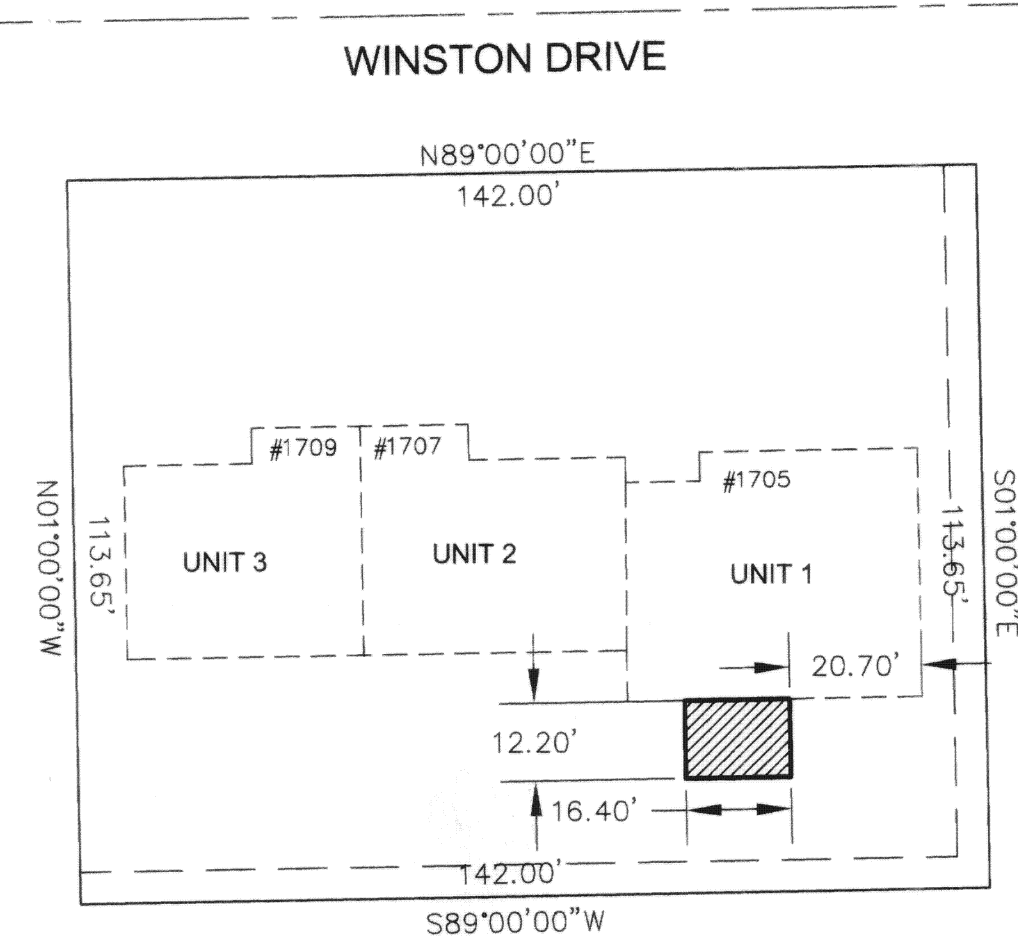 WINSTON DRIVE
N89°00'00"E
142.00'
#1709
#1707
#1705
N01°00'00"W
113.65'
UNIT 3
UNIT 2
UNIT 1
113.65'
S01°00'00"E
20.70'
12.20'
16.40'
142.00'
S89°00'00"W